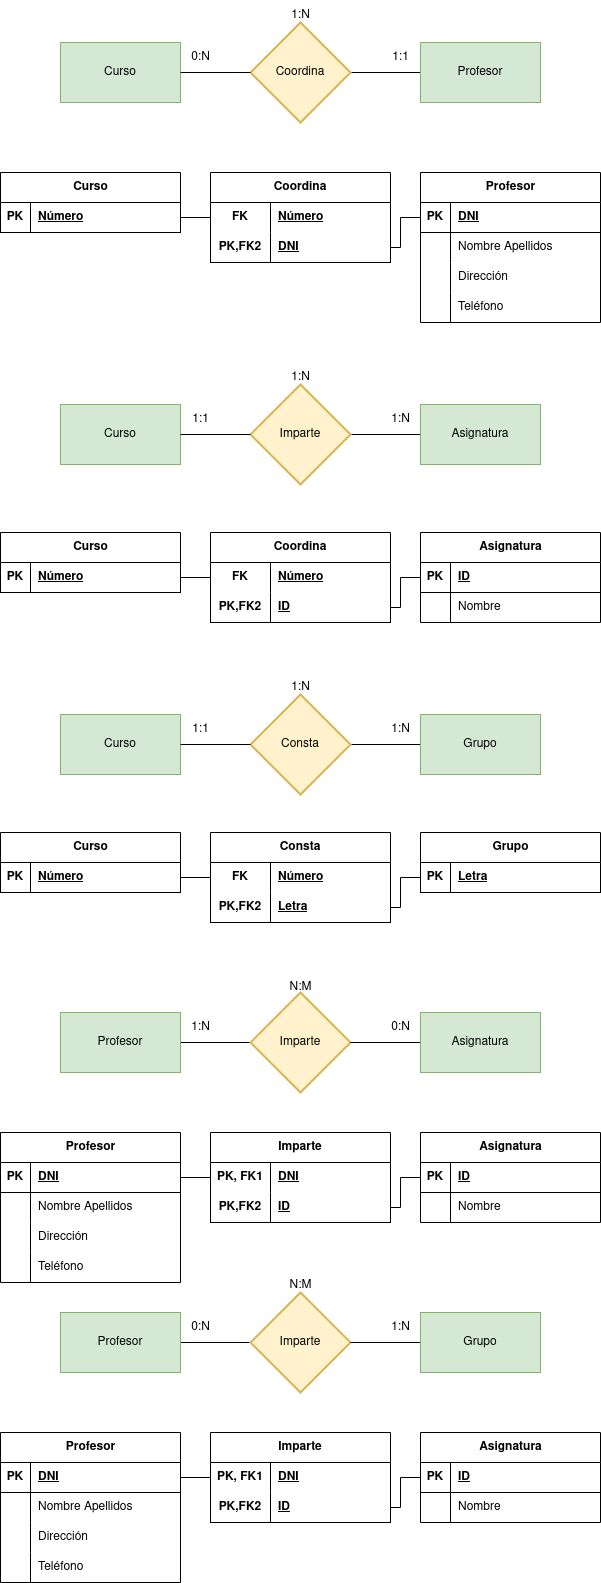 1:N
0:N
1:1
Curso
Coordina
Profesor
Curso
Coordina
Profesor
PK Número
FK Número
PK DNI
PK,FK2 DNI
Nombre Apellidos
Dirección
Teléfono
1:N
1:1
1:N
Curso
Imparte
Asignatura
Curso
Coordina
Asignatura
PK Número
FK Número
PK ID
PK,FK2 ID
Nombre
1:N
1:1
1:N
Curso
Consta
Grupo
Curso
Consta
Grupo
PK Número
FK Número
PK Letra
PK,FK2 Letra
N:M
1:N
0:N
Profesor
Imparte
Asignatura
Profesor
Imparte
Asignatura
PK DNI
PK, FK1 DNI
PK ID
Nombre Apellidos
PK,FK2 ID
Nombre
Dirección
Teléfono
N:M
0:N
1:N
Profesor
Imparte
Grupo
Profesor
Imparte
Asignatura
PK DNI
PK, FK1 DNI
PK ID
Nombre Apellidos
PK,FK2 ID
Nombre
Dirección
Teléfono